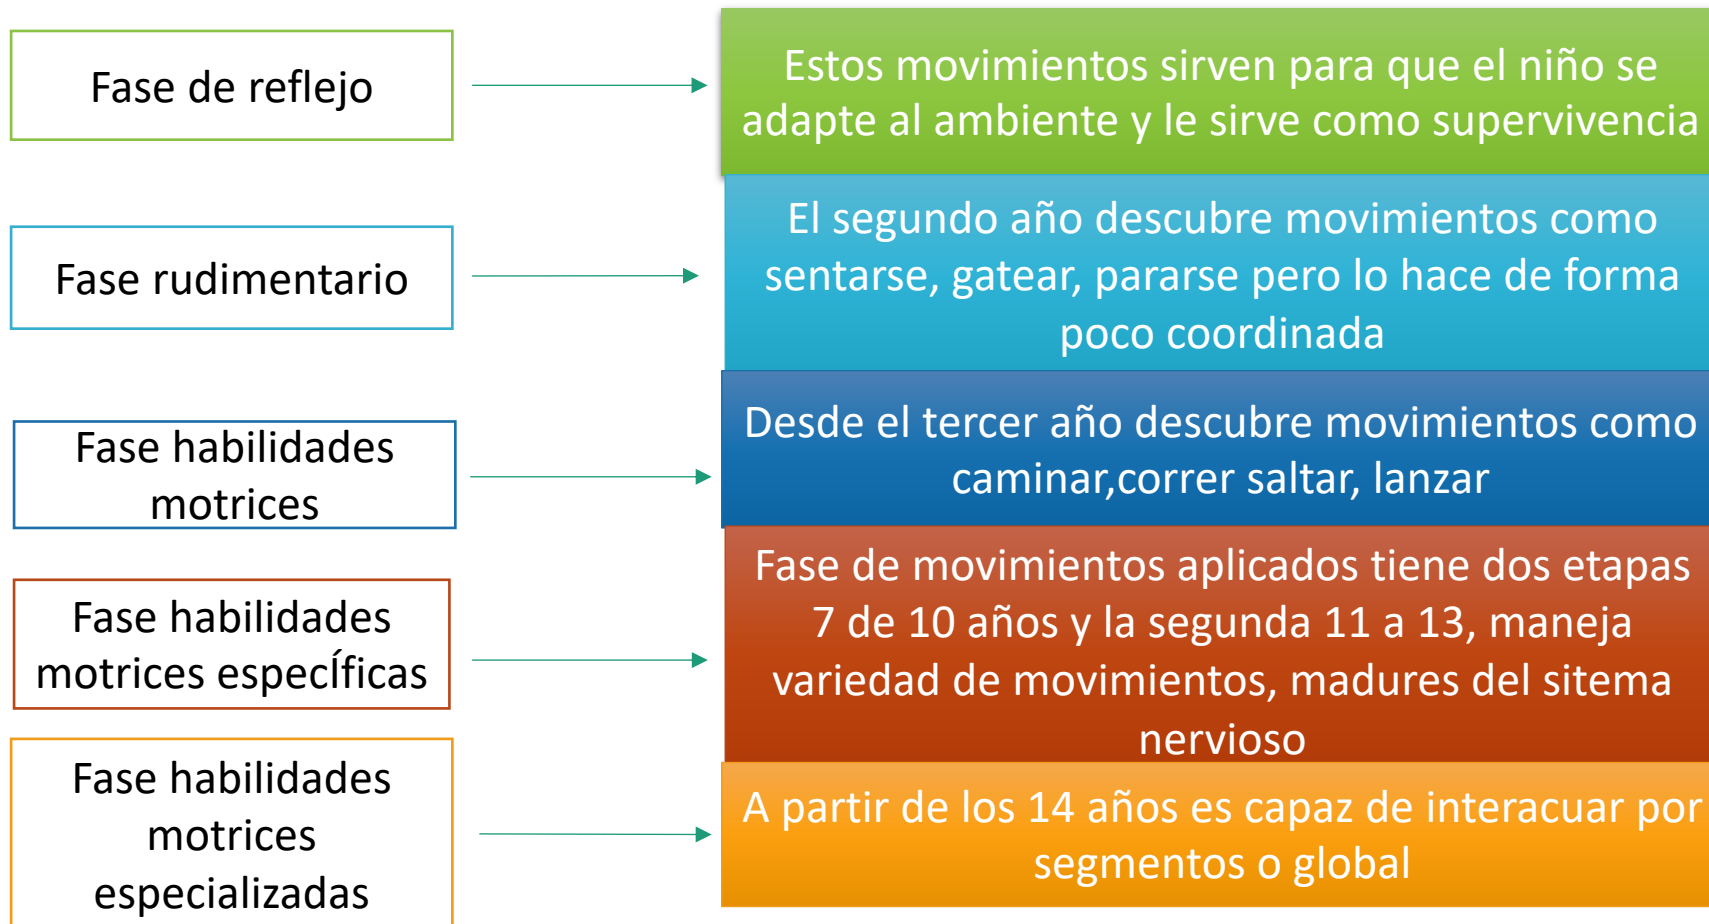 Fase de reflejo
Estos movimientos sirven para que el niño se
adapte al ambiente y le sirve como supervivencia
Fase rudimentario
El segundo año descubre movimientos como
sentarse, gatear, pararse pero lo hace de forma
poco coordinada
Fase habilidades
motrices
Desde el tercer año descubre movimientos como
caminar,correr saltar, lanzar
Fase habilidades
motrices especÍficas
Fase de movimientos aplicados tiene dos etapas
7 de 10 años y la segunda 11 a 13, maneja
variedad de movimientos, madures del sitema
nervioso
Fase habilidades
motrices
especializadas
A partir de los 14 años es capaz de interacuar por
segmentos o global